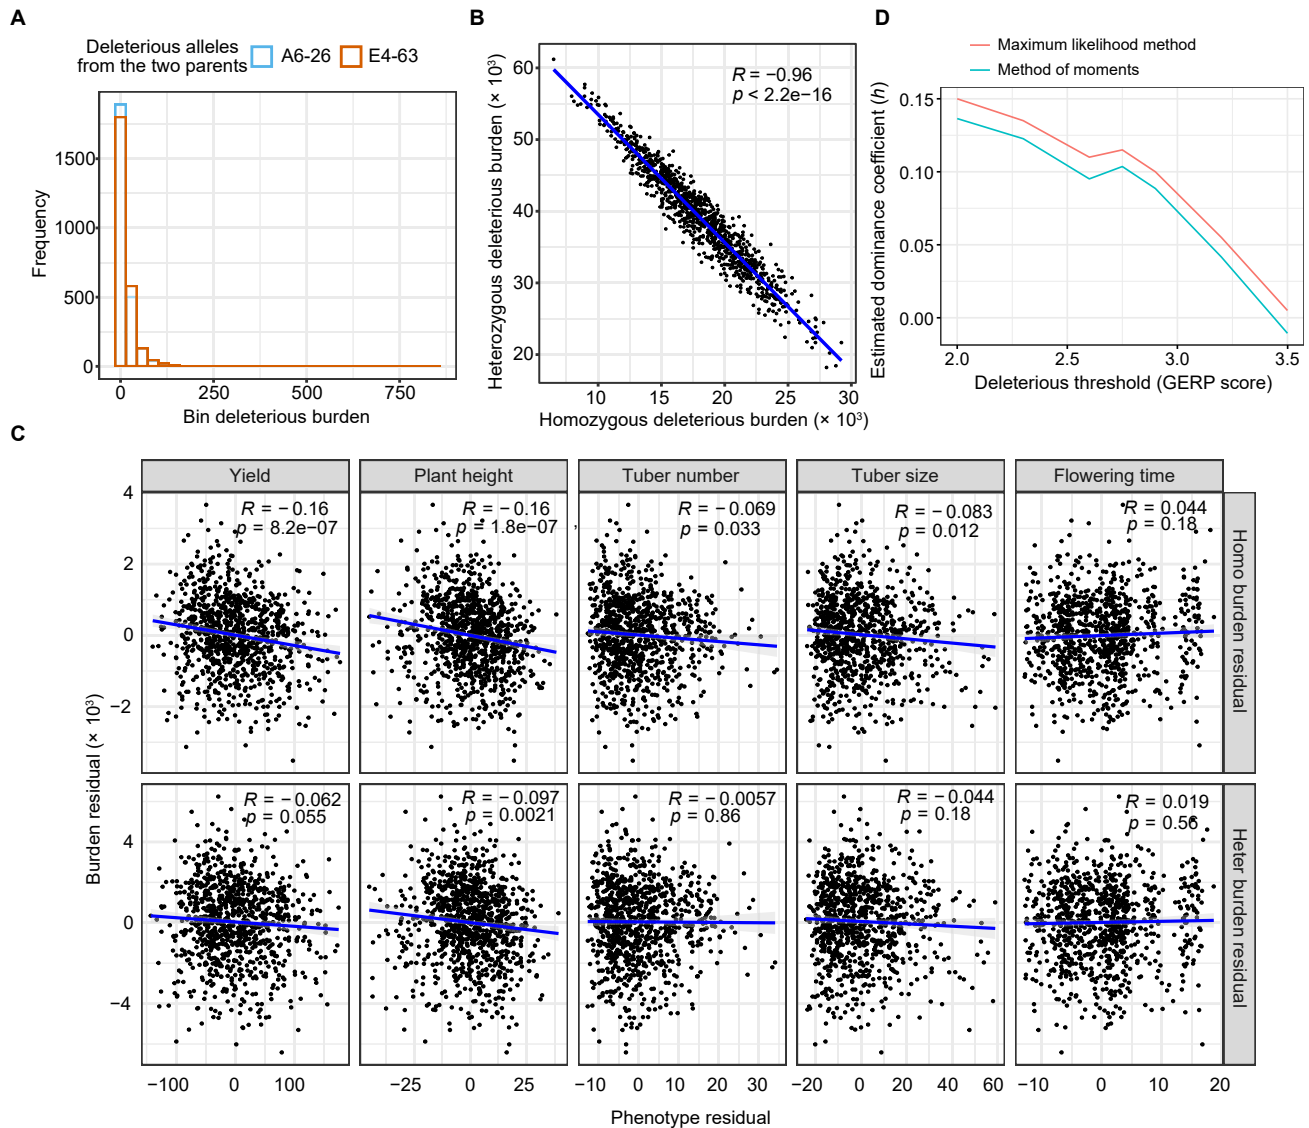 A
Deleterious alleles
from the two parents
A6-26
E4-63
Frequency
1500
1000
500
0
0
250
500
750
Bin deleterious burden
B
Heterozygous deleterious burden (× 10³)
60
50
40
30
20
R = −0.96
p < 2.2e−16
10
15
20
25
30
Homozygous deleterious burden (× 10³)
D
Maximum likelihood method
Method of moments
Estimated dominance coefficient (h)
0.15
0.10
0.05
0.00
2.0
2.5
3.0
3.5
Deleterious threshold (GERP score)
C
Yield
Plant height
Tuber number
Tuber size
Flowering time
Burden residual (× 10³)
4
2
0
−2
R = −0.16
p = 8.2e−07
R = −0.16
p = 1.8e−07
R = −0.069
p = 0.033
R = −0.083
p = 0.012
R = 0.044
p = 0.18
Homo burden residual
4
0
−4
R = −0.062
p = 0.055
R = −0.097
p = 0.0021
R = −0.0057
p = 0.86
R = −0.044
p = 0.18
R = 0.019
p = 0.56
Heter burden residual
−100
0
100
−25
0
25
−10
0
10
20
30
−20
0
20
40
60
−10
0
10
20
Phenotype residual